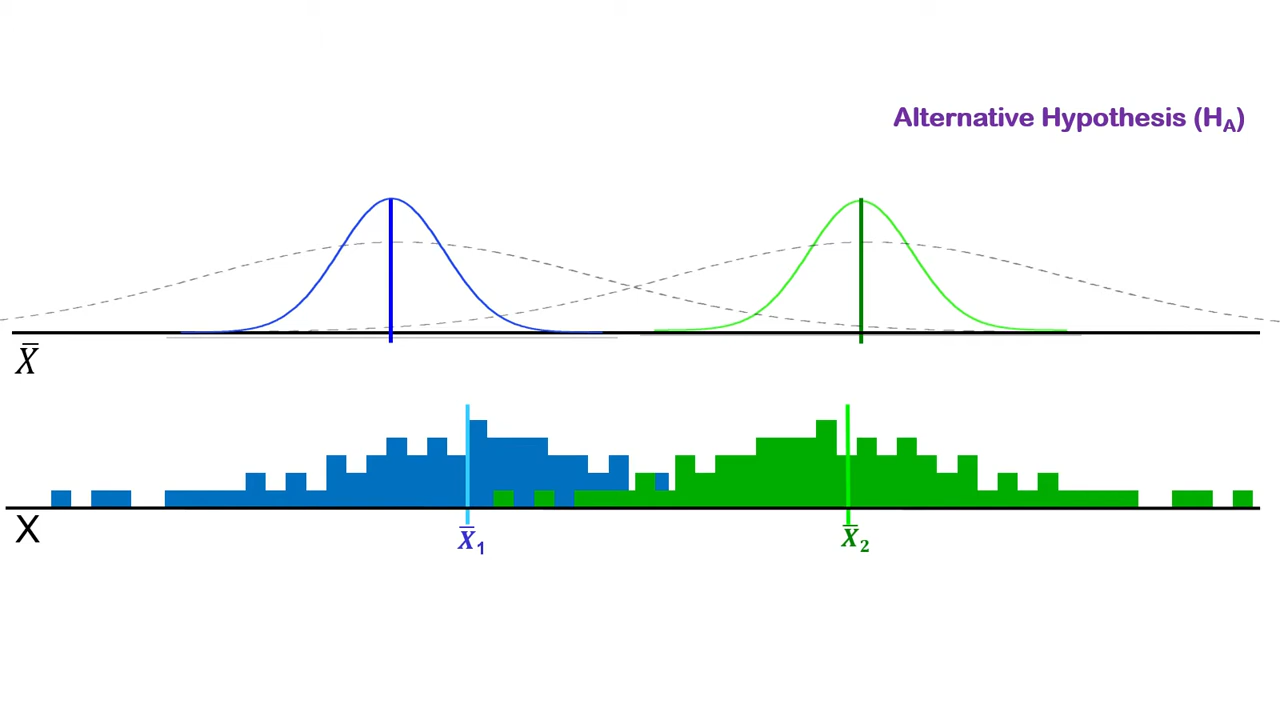 Alternative Hypothesis (H_A)
X̄
X
X̄₁
X̄₂